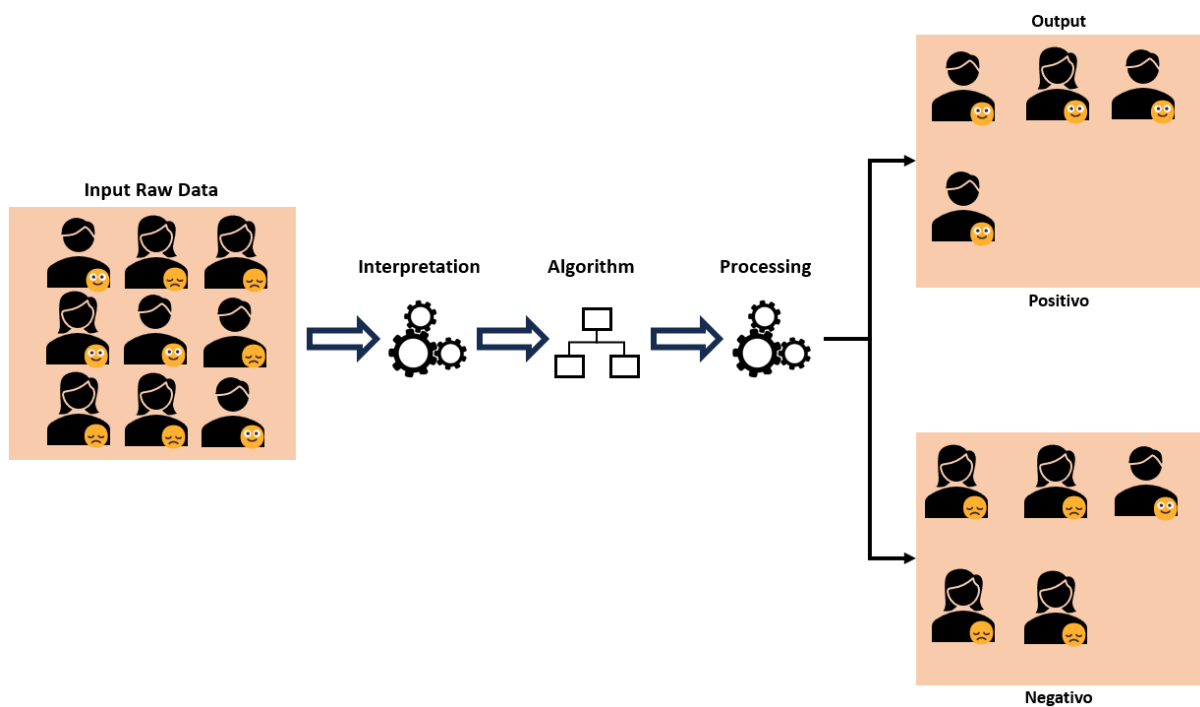 Input Raw Data
Interpretation
Algorithm
Processing
Output
Positivo
Negativo